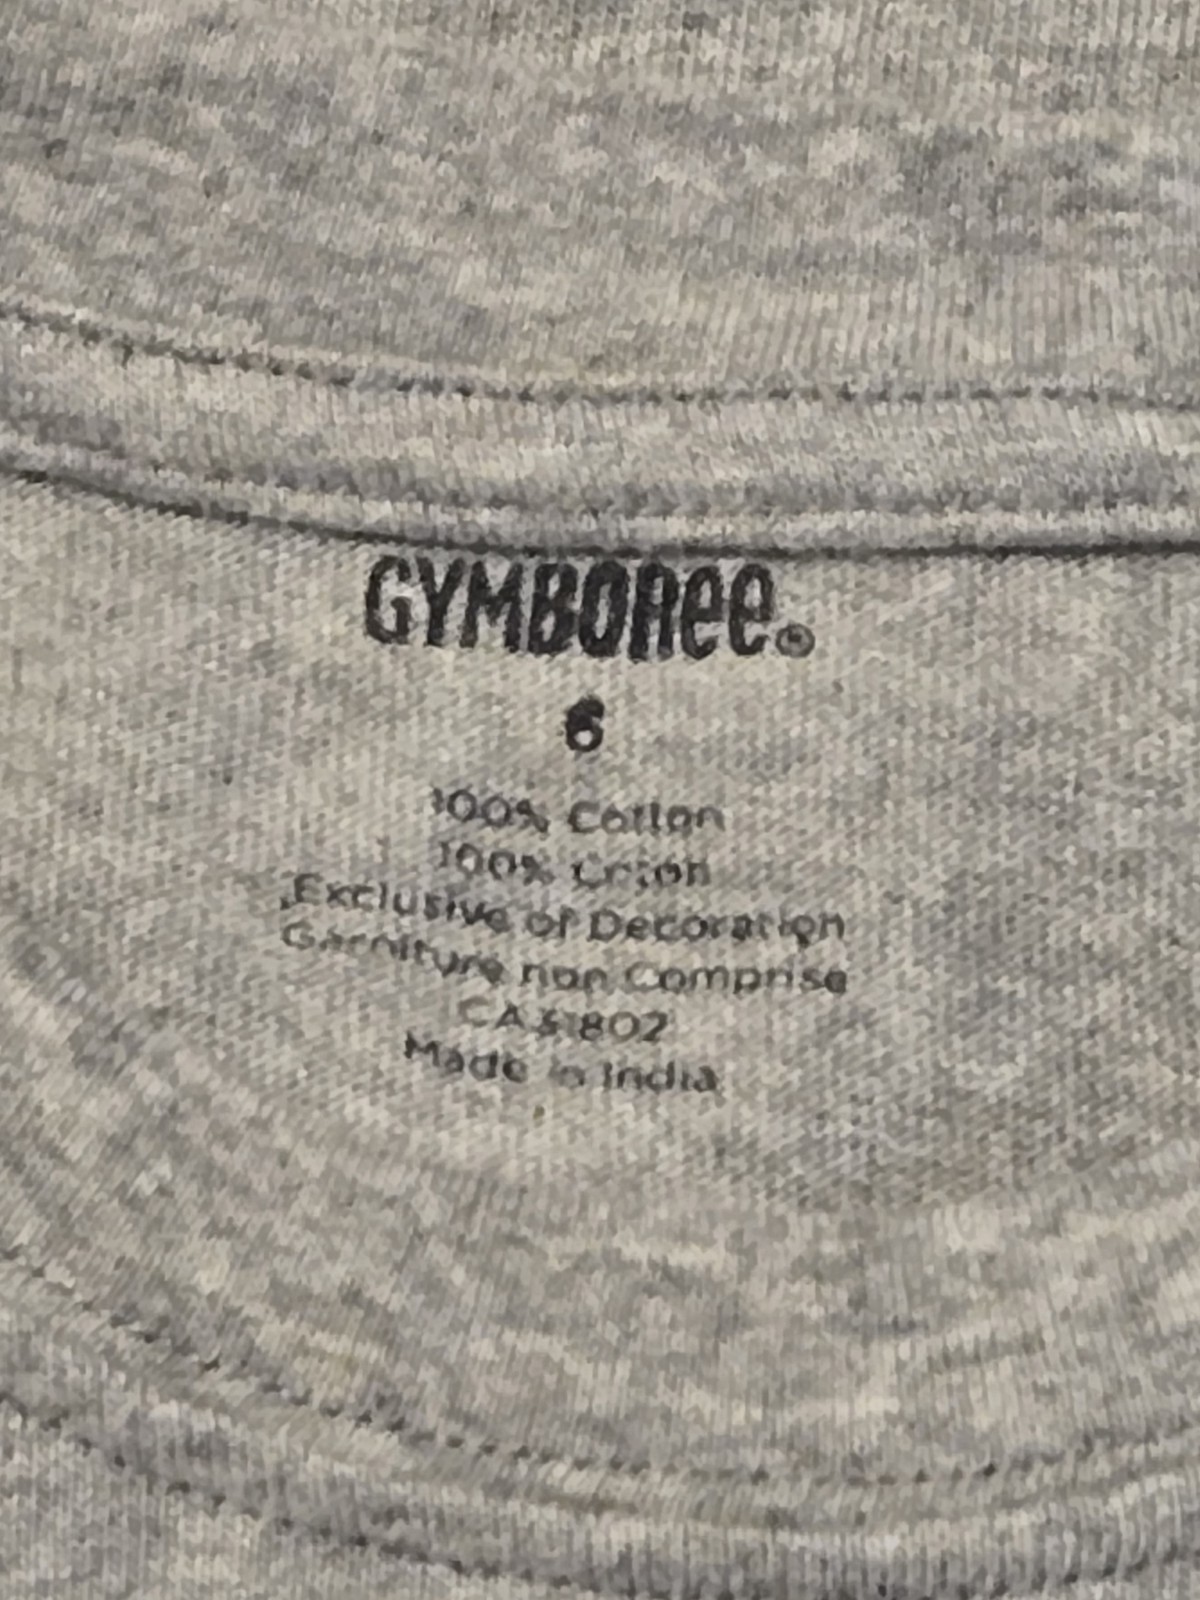 GYMBOREE®
6
100% Cotton
100% Coton
Exclusive of Decoration
Garniture non Comprise
Made in India